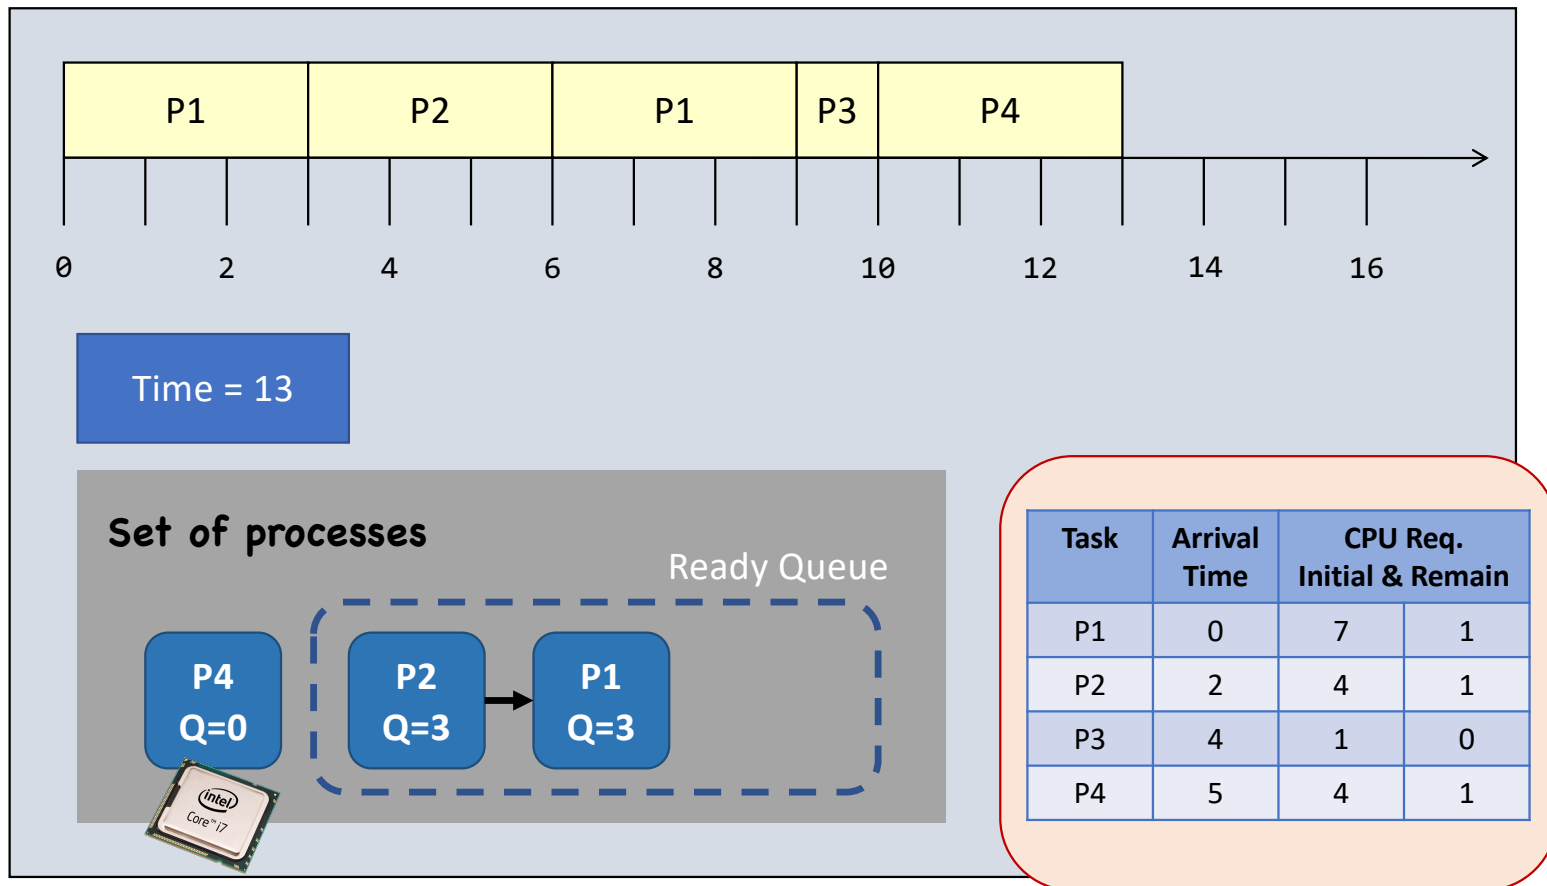 P1 P2 P1 P3 P4
0 2 4 6 8 10 12 14 16
Time = 13
Set of processes
Ready Queue
P4
Q=0
P2
Q=3
P1
Q=3
intel
Core™ i7
Task Arrival Time CPU Req. Initial & Remain
P1 0 7 1
P2 2 4 1
P3 4 1 0
P4 5 4 1